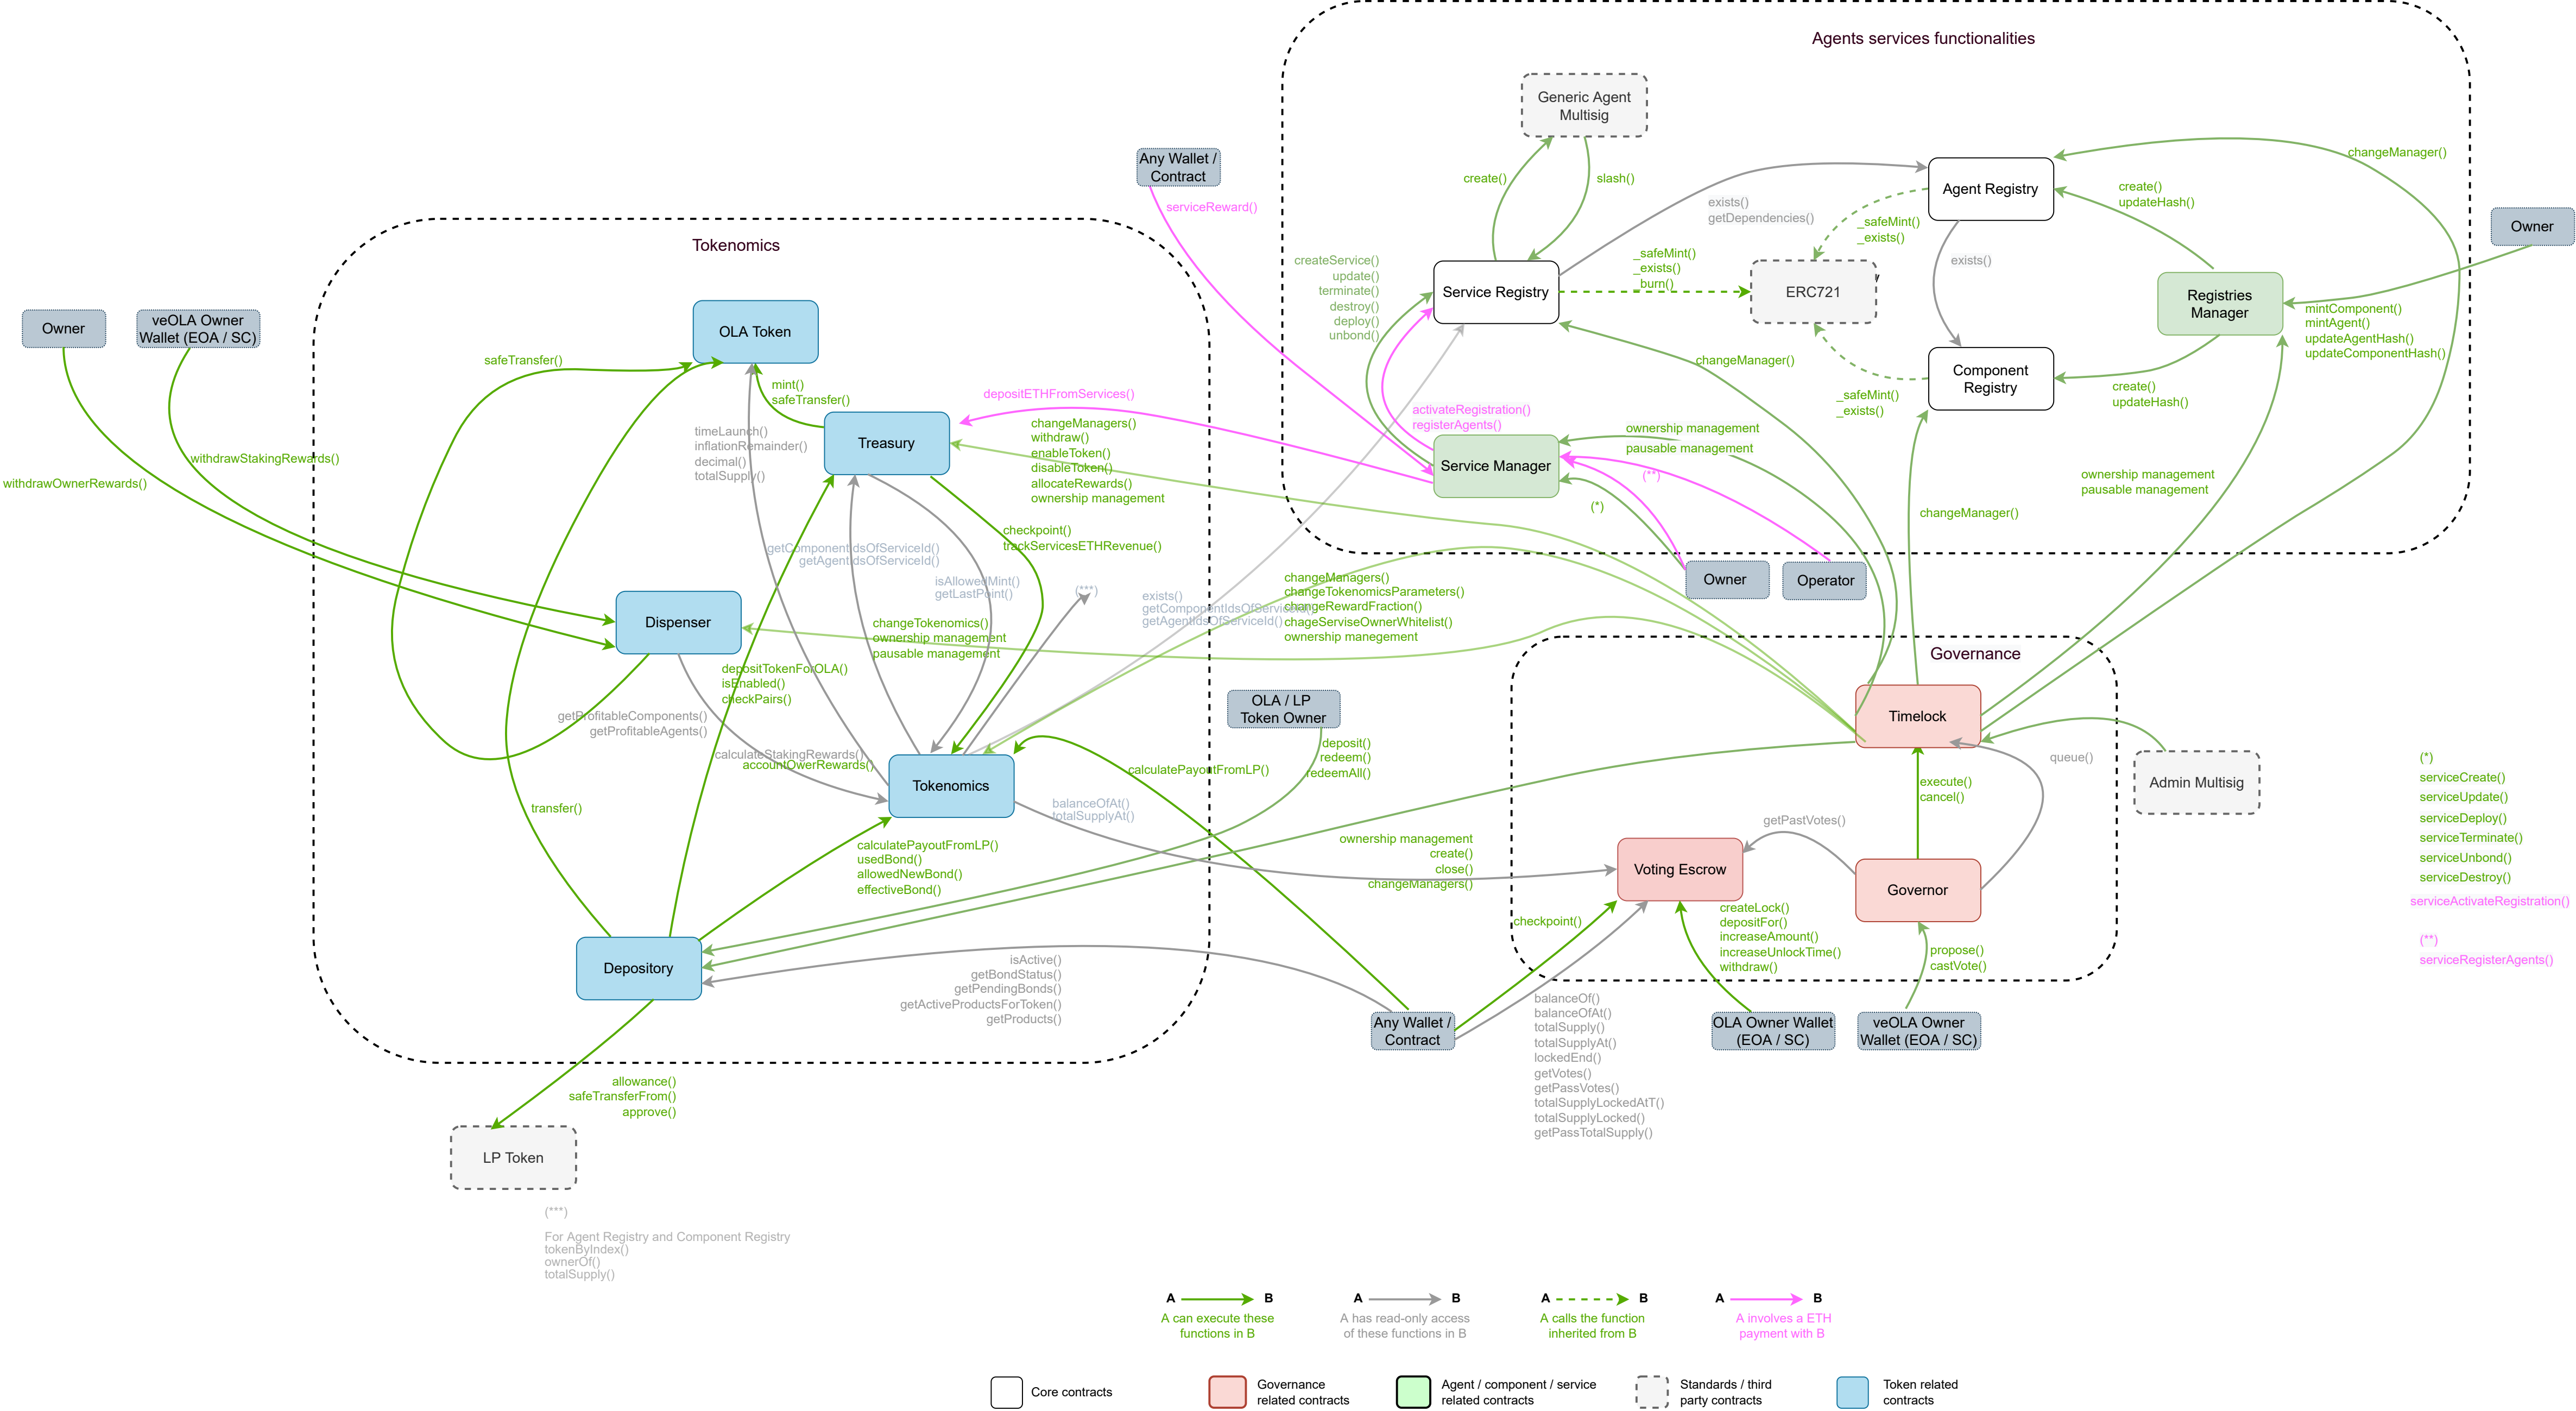 Agents services functionalities
Generic Agent
Multisig
Any Wallet /
Contract
serviceReward()
create()
slash()
exists()
getDependencies()
Agent Registry
changeManager()
create()
updateHash()
Owner
_safeMint()
_exists()
_safeMint()
_exists()
_burn()
createService()
update()
terminate()
destroy()
deploy()
unbond()
Service Registry
ERC721
exists()
Registries
Manager
mintComponent()
mintAgent()
updateAgentHash()
updateComponentHash()
changeManager()
Component
Registry
create()
updateHash()
_safeMint()
_exists()
activateRegistration()
registerAgents()
Service Manager
ownership management
pausable management
(**)
(*)
ownership management
pausable management
changeManager()
Owner
Operator
Tokenomics
Owner
veOLA Owner
Wallet (EOA / SC)
OLA Token
safeTransfer()
mint()
safeTransfer()
depositETHFromServices()
Treasury
timeLaunch()
inflationRemainder()
decimal()
totalSupply()
changeManagers()
withdraw()
enableToken()
disableToken()
allocateRewards()
ownership management
withdrawStakingRewards()
withdrawOwnerRewards()
checkpoint()
trackServicesETHRevenue()
getComponentIdsOfServiceId()
getAgentIdsOfServiceId()
isAllowedMint()
getLastPoint()
(***)
exists()
getComponentIdsOfServiceId()
getAgentIdsOfServiceId()
changeManagers()
changeTokenomicsParameters()
changeRewardFraction()
chageServiseOwnerWhitelist()
ownership manegement
Dispenser
changeTokenomics()
ownership management
pausable management
depositTokenForOLA()
isEnabled()
checkPairs()
getProfitableComponents()
getProfitableAgents()
calculateStakingRewards()
accountOwerRewards()
Tokenomics
OLA / LP
Token Owner
deposit()
redeem()
redeemAll()
calculatePayoutFromLP()
transfer()
balanceOfAt()
totalSupplyAt()
calculatePayoutFromLP()
usedBond()
allowedNewBond()
effectiveBond()
ownership management
create()
close()
changeManagers()
Depository
isActive()
getBondStatus()
getPendingBonds()
getActiveProductsForToken()
getProducts()
Governance
Timelock
queue()
Admin Multisig
execute()
cancel()
getPastVotes()
Voting Escrow
Governor
checkpoint()
createLock()
depositFor()
increaseAmount()
increaseUnlockTime()
withdraw()
propose()
castVote()
Any Wallet /
Contract
OLA Owner Wallet
(EOA / SC)
veOLA Owner
Wallet (EOA / SC)
balanceOf()
balanceOfAt()
totalSupply()
totalSupplyAt()
lockedEnd()
getVotes()
getPassVotes()
totalSupplyLockedAtT()
totalSupplyLocked()
getPassTotalSupply()
(*)
serviceCreate()
serviceUpdate()
serviceDeploy()
serviceTerminate()
serviceUnbond()
serviceDestroy()
serviceActivateRegistration()
(**)
serviceRegisterAgents()
allowance()
safeTransferFrom()
approve()
LP Token
(***)
For Agent Registry and Component Registry
tokenByIndex()
ownerOf()
totalSupply()
A B
A can execute these
functions in B
A B
A has read-only access
of these functions in B
A B
A calls the function
inherited from B
A B
A involves a ETH
payment with B
Core contracts
Governance
related contracts
Agent / component / service
related contracts
Standards / third
party contracts
Token related
contracts